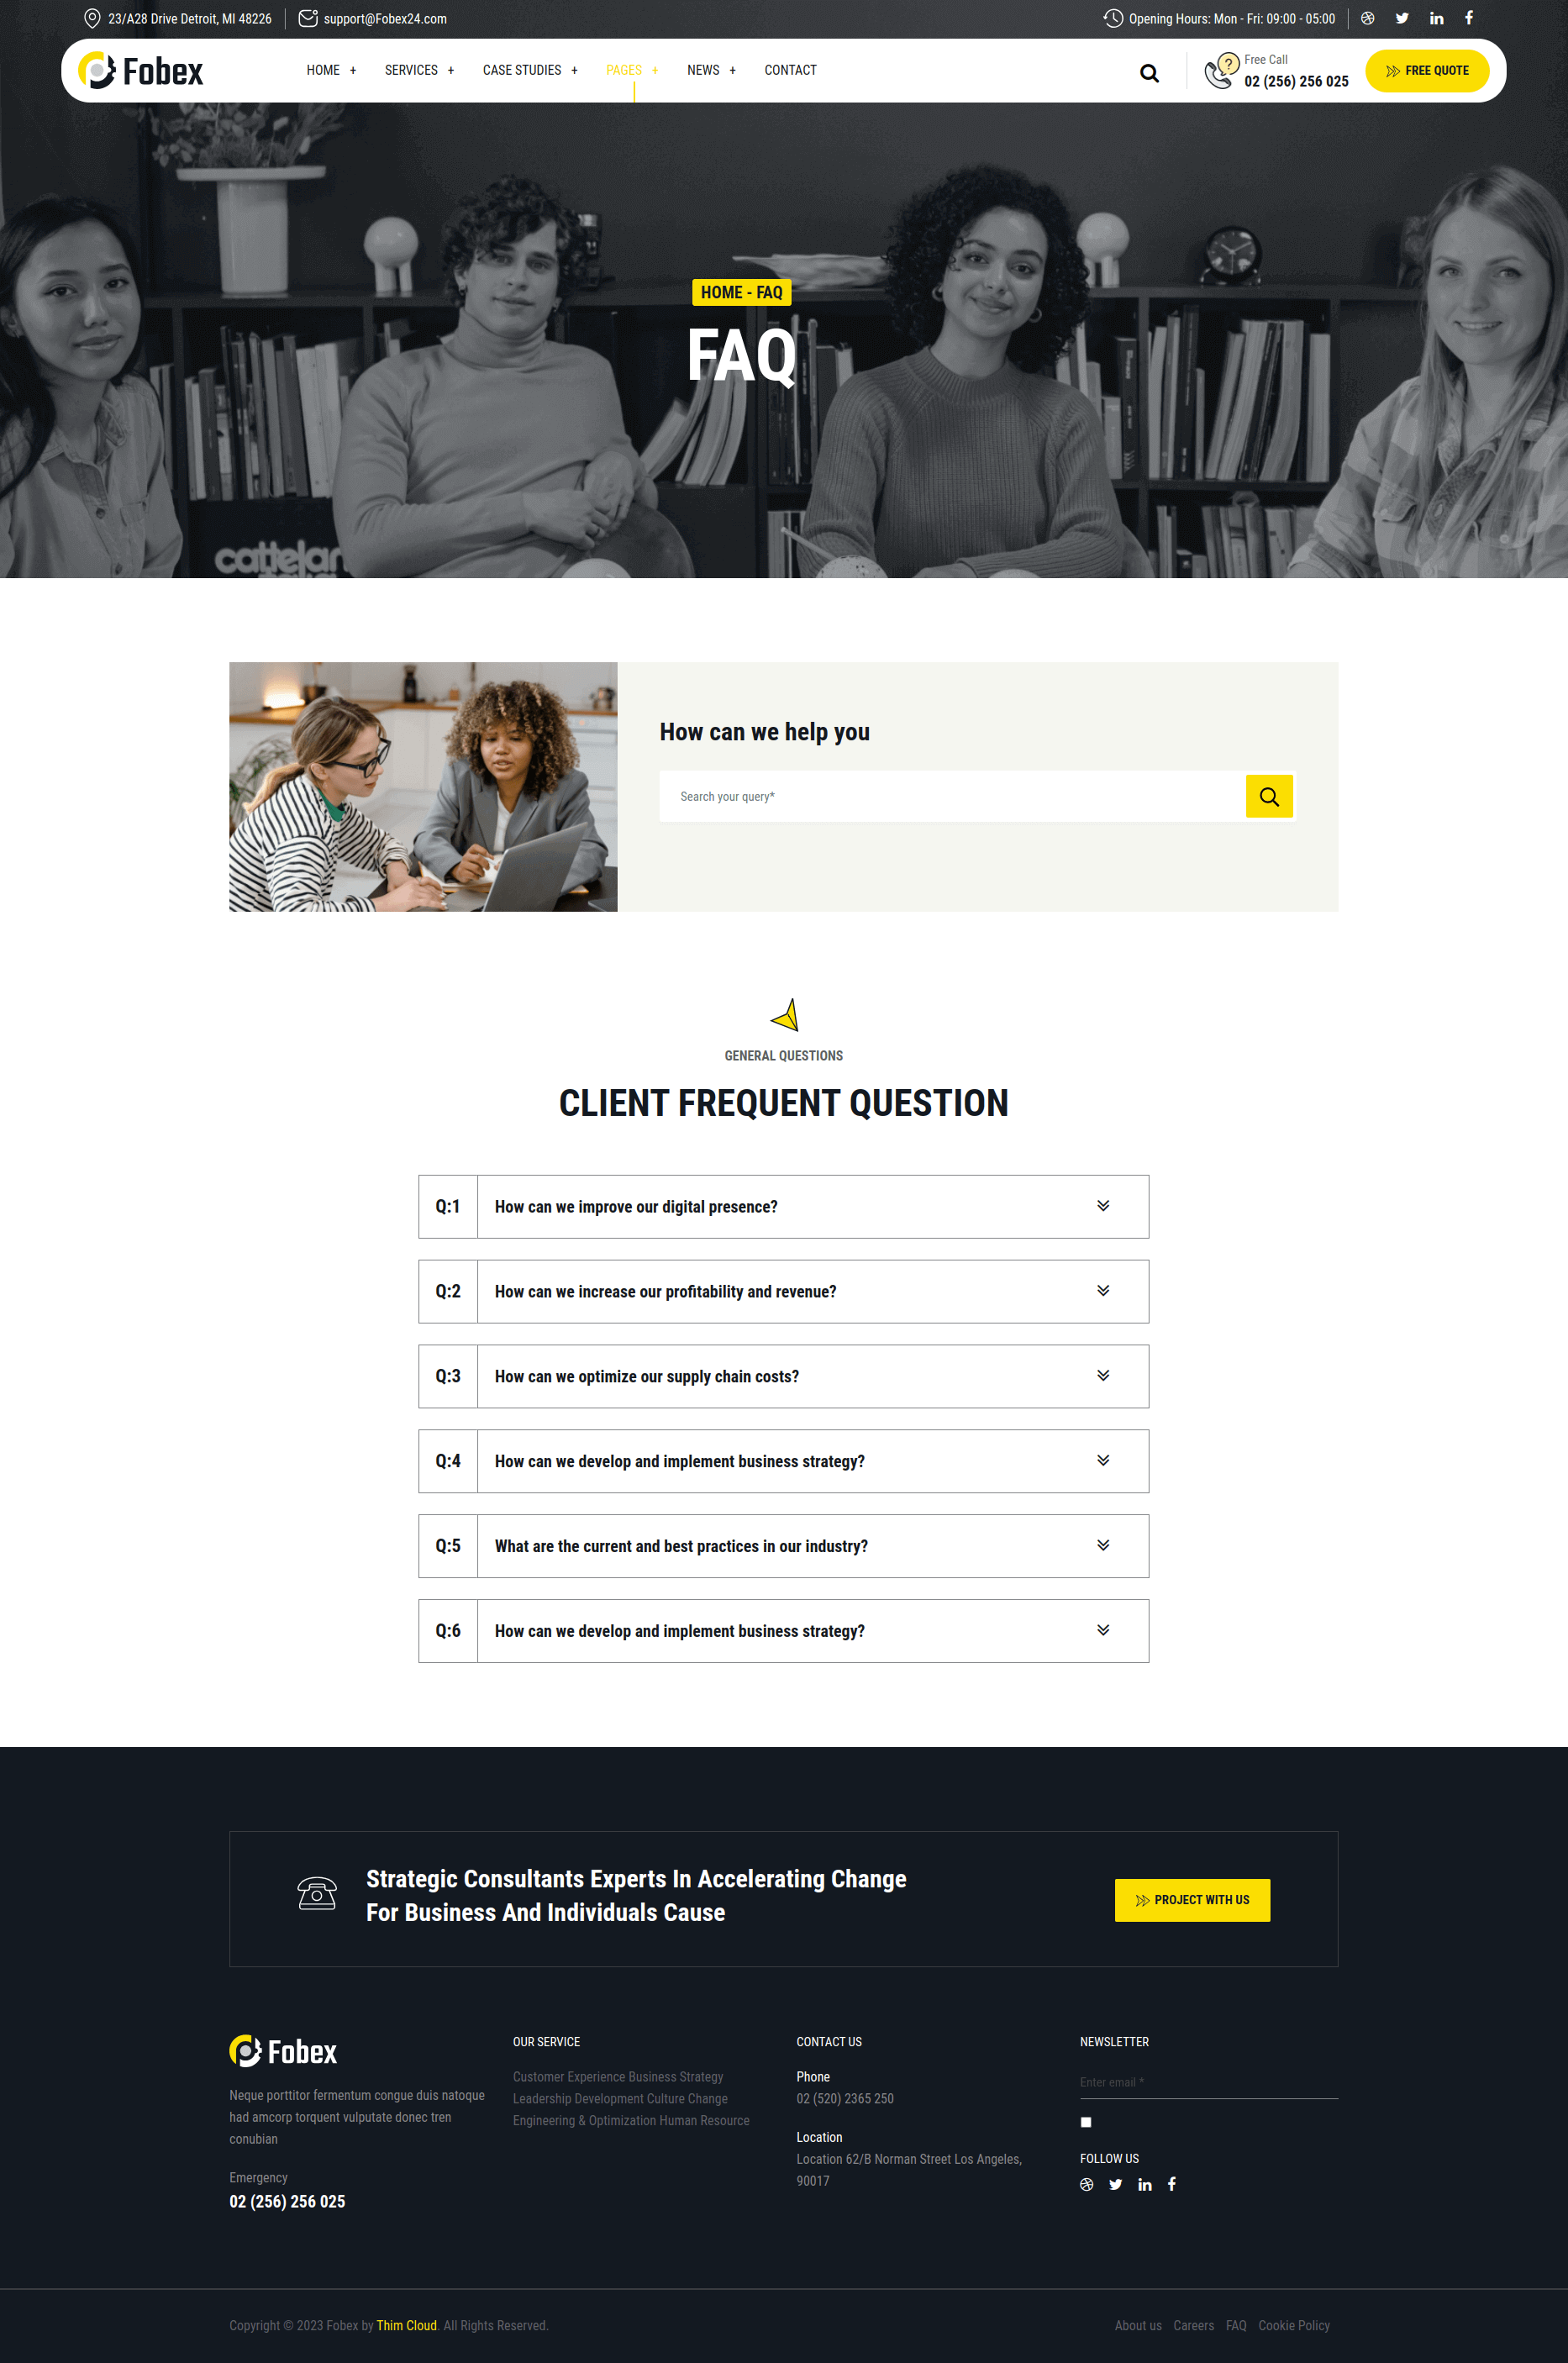 23/A28 Drive Detroit, MI 48226
support@Fobex24.com
Opening Hours: Mon - Fri: 09:00 - 05:00
Fobex
HOME +
SERVICES +
CASE STUDIES +
PAGES +
NEWS +
CONTACT
Free Call
02 (256) 256 025
FREE QUOTE
HOME - FAQ
FAQ
cattelan
How can we help you
Search your query*
GENERAL QUESTIONS
CLIENT FREQUENT QUESTION
Q:1 How can we improve our digital presence?
Q:2 How can we increase our profitability and revenue?
Q:3 How can we optimize our supply chain costs?
Q:4 How can we develop and implement business strategy?
Q:5 What are the current and best practices in our industry?
Q:6 How can we develop and implement business strategy?
Strategic Consultants Experts In Accelerating Change
For Business And Individuals Cause
PROJECT WITH US
Fobex
Neque porttitor fermentum congue duis natoque
had amcorp torquent vulputate donec tren
conubian
Emergency
02 (256) 256 025
OUR SERVICE
Customer Experience Business Strategy
Leadership Development Culture Change
Engineering & Optimization Human Resource
CONTACT US
Phone
02 (520) 2365 250
Location
Location 62/B Norman Street Los Angeles,
90017
NEWSLETTER
Enter email *
FOLLOW US
Copyright © 2023 Fobex by Thim Cloud. All Rights Reserved.
About us Careers FAQ Cookie Policy